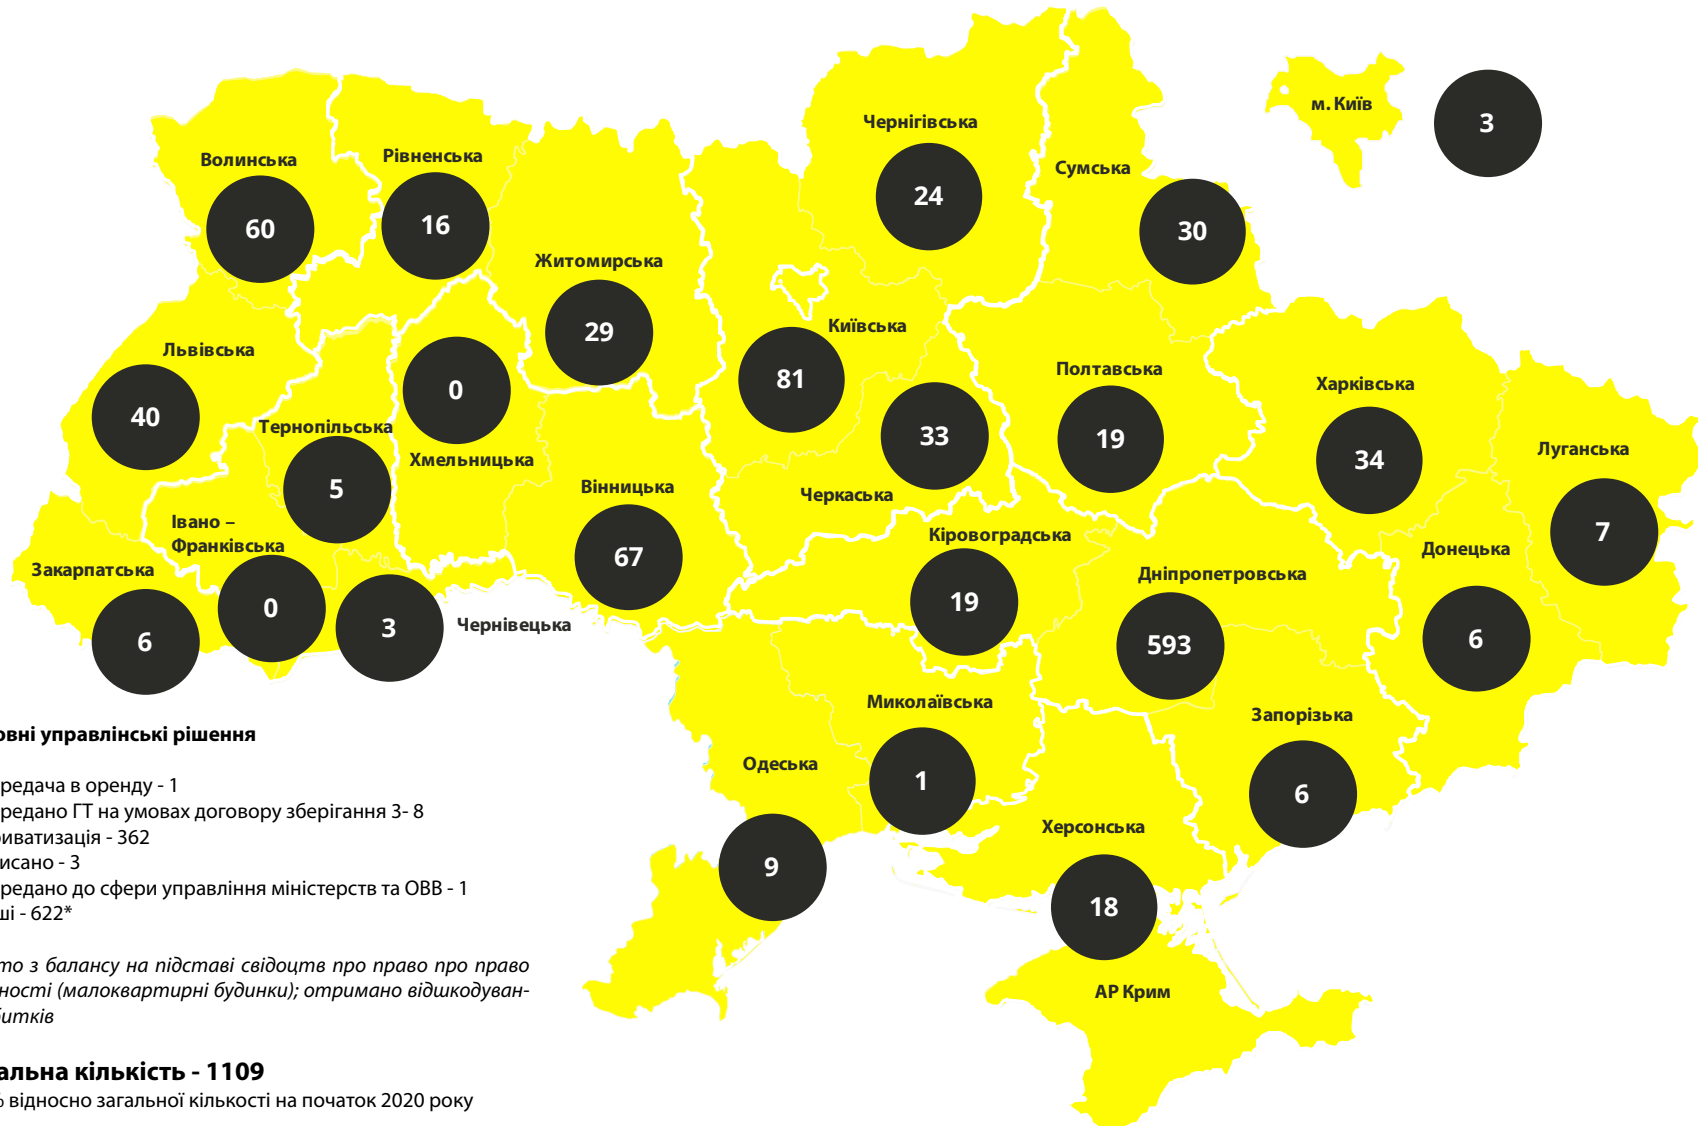 Чернігівська
24
Сумська
30
м. Київ
3
Волинська
60
Рівненська
16
Житомирська
29
Київська
81
Львівська
40
Тернопільська
5
0
Хмельницька
Вінницька
67
33
Черкаська
Полтавська
19
Харківська
34
Луганська
7
Донецька
6
Івано –
Франківська
0
Закарпатська
6
3
Чернівецька
Кіровоградська
19
Дніпропетровська
593
Миколаївська
1
Запорізька
6
Одеська
9
Херсонська
18
АР Крим
овні управлінські рішення
редача в оренду - 1
редано ГТ на умовах договору зберігання 3- 8
иватизація - 362
исано - 3
редано до сфери управління міністерств та ОВВ - 1
ші - 622*
то з балансу на підставі свідоцтв про право про право
ності (малоквартирні будинки); отримано відшкодуван-
битків
альна кількість - 1109
% відносно загальної кількості на початок 2020 року